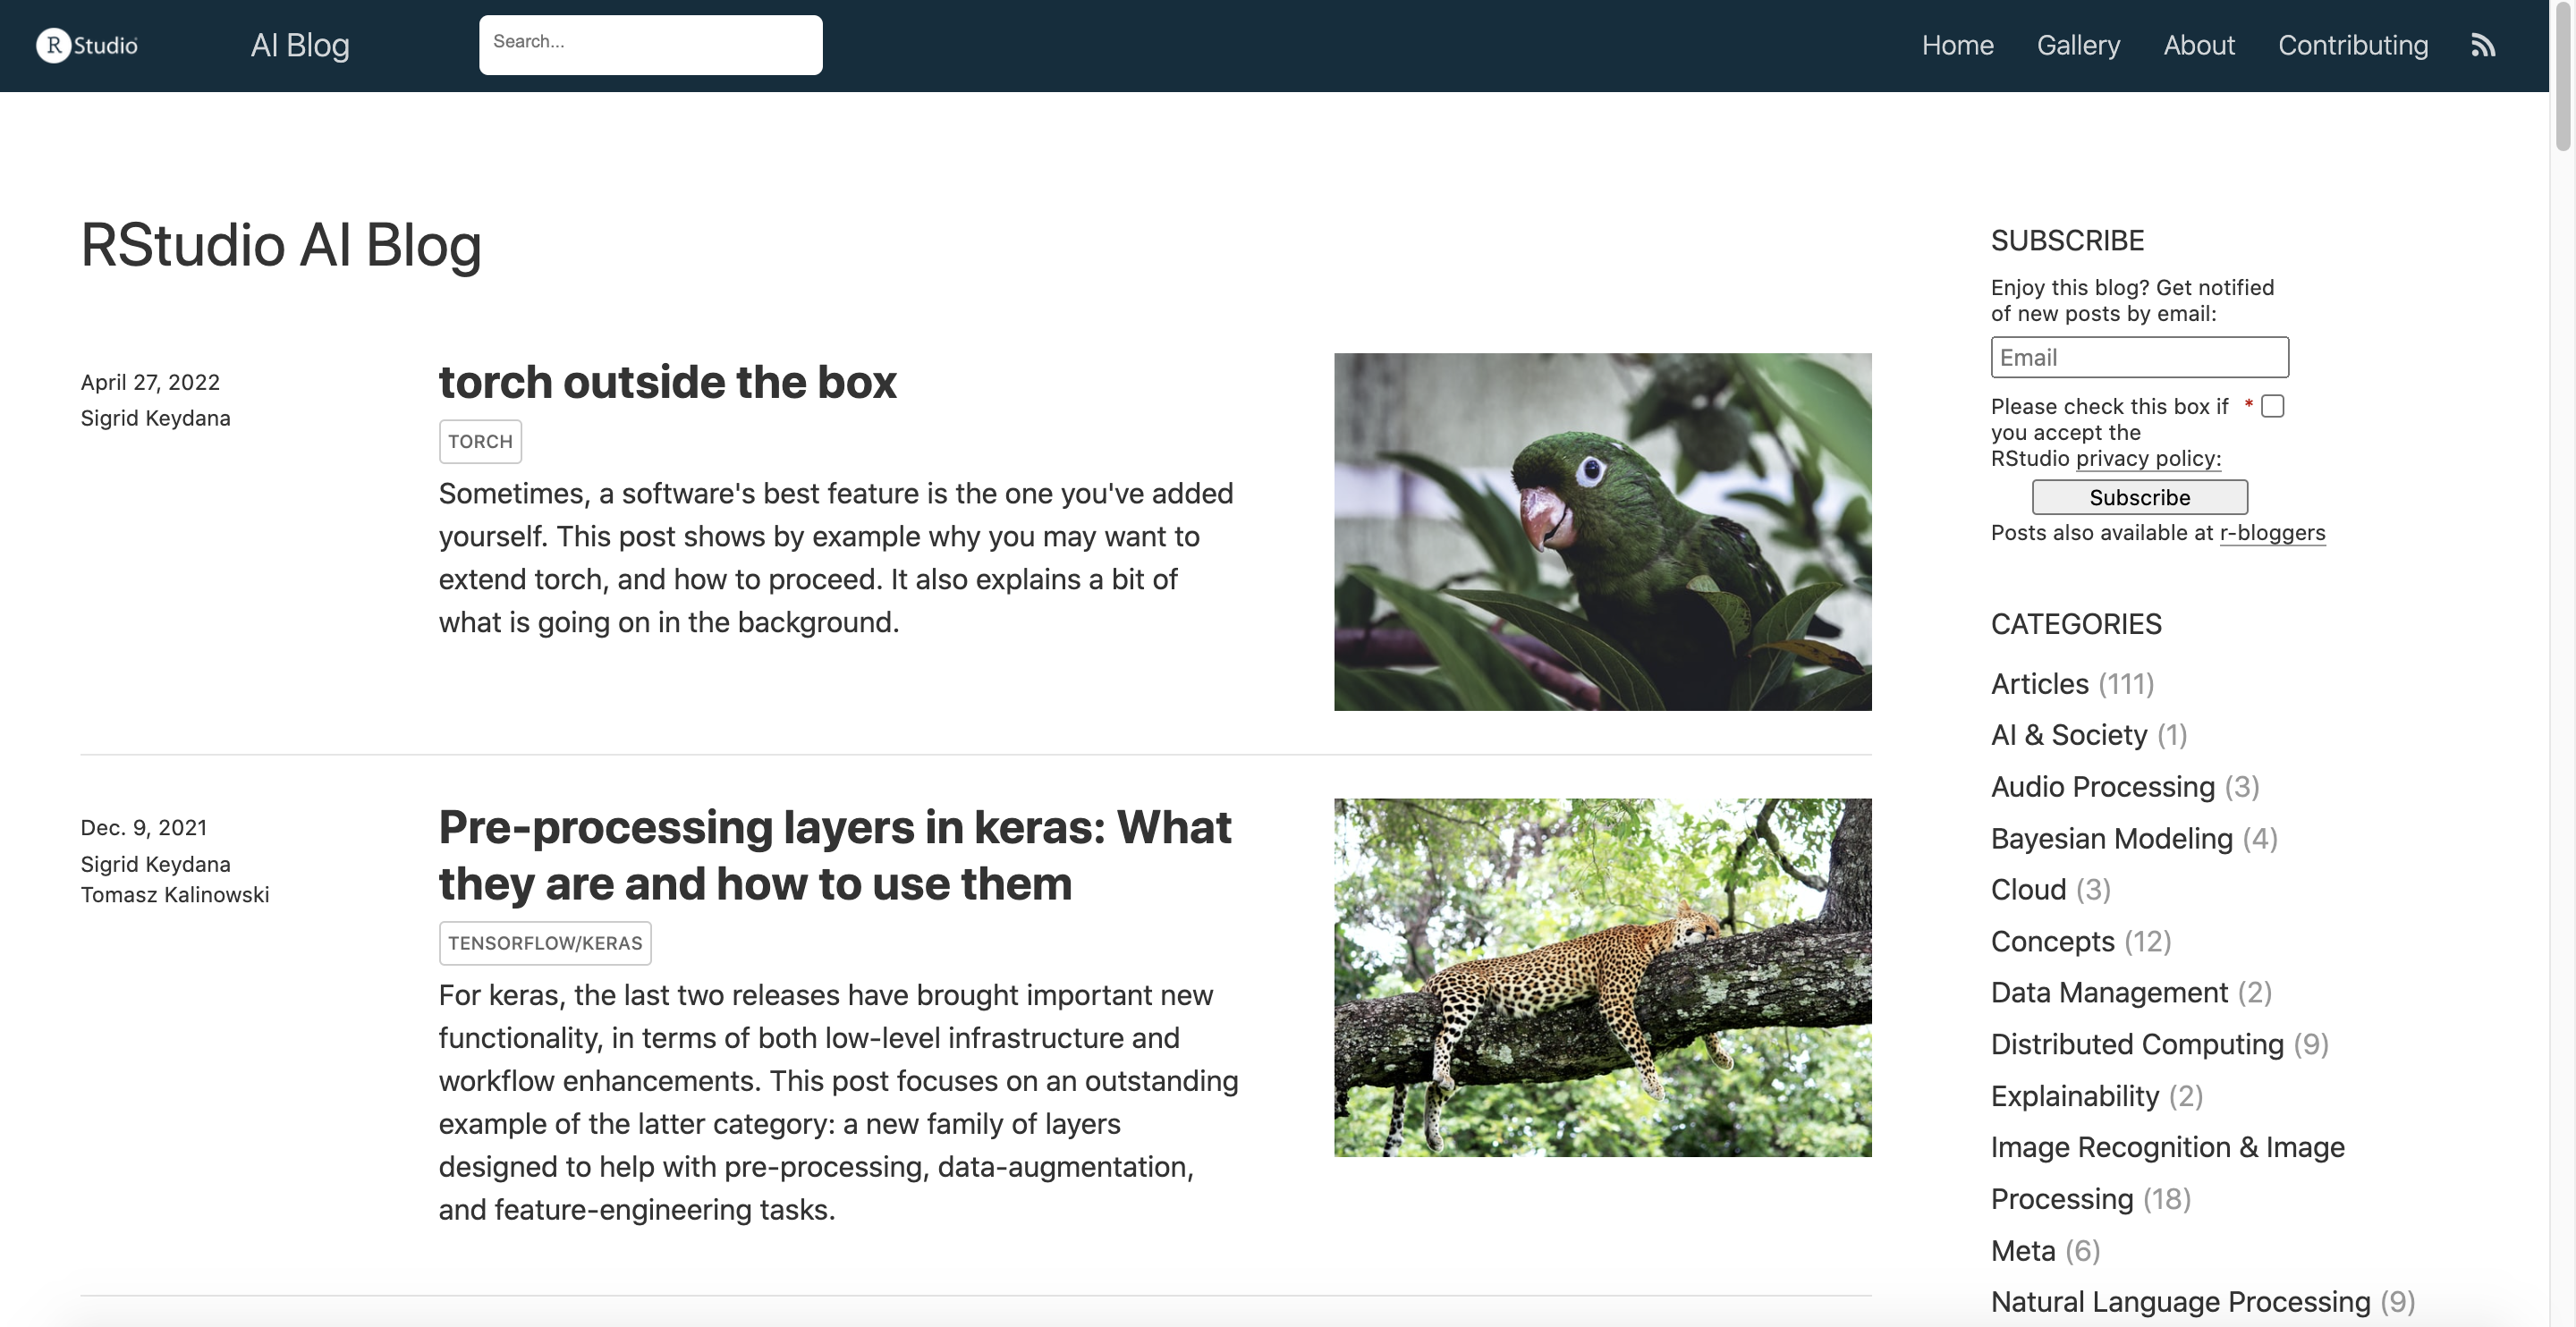 R Studio
AI Blog
Search...
Home
Gallery
About
Contributing
RStudio AI Blog
April 27, 2022
Sigrid Keydana
torch outside the box
TORCH
Sometimes, a software's best feature is the one you've added
yourself. This post shows by example why you may want to
extend torch, and how to proceed. It also explains a bit of
what is going on in the background.
Dec. 9, 2021
Sigrid Keydana
Tomasz Kalinowski
Pre-processing layers in keras: What
they are and how to use them
TENSORFLOW/KERAS
For keras, the last two releases have brought important new
functionality, in terms of both low-level infrastructure and
workflow enhancements. This post focuses on an outstanding
example of the latter category: a new family of layers
designed to help with pre-processing, data-augmentation,
and feature-engineering tasks.
SUBSCRIBE
Enjoy this blog? Get notified
of new posts by email:
Email
Please check this box if *
you accept the
RStudio privacy policy:
Subscribe
Posts also available at r-bloggers
CATEGORIES
Articles (111)
AI & Society (1)
Audio Processing (3)
Bayesian Modeling (4)
Cloud (3)
Concepts (12)
Data Management (2)
Distributed Computing (9)
Explainability (2)
Image Recognition & Image
Processing (18)
Meta (6)
Natural Language Processing (9)